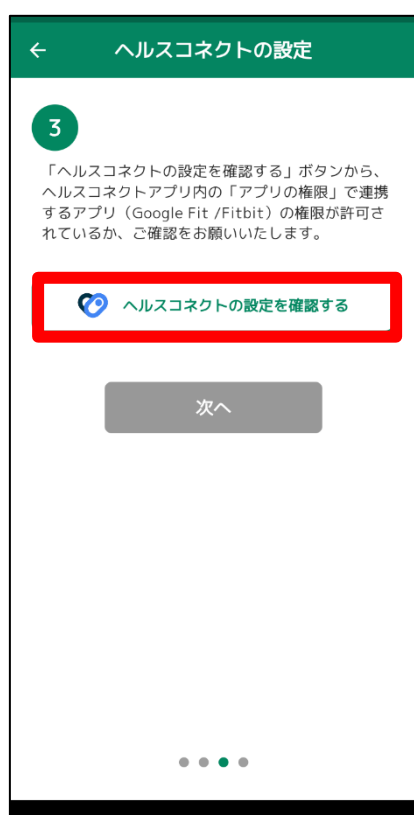 ヘルスコネクトの設定
3
「ヘルスコネクトの設定を確認する」ボタンから、
ヘルスコネクトアプリ内の「アプリの権限」で連携
するアプリ（Google Fit /Fitbit）の権限が許可さ
れているか、ご確認をお願いいたします。
ヘルスコネクトの設定を確認する
次へ